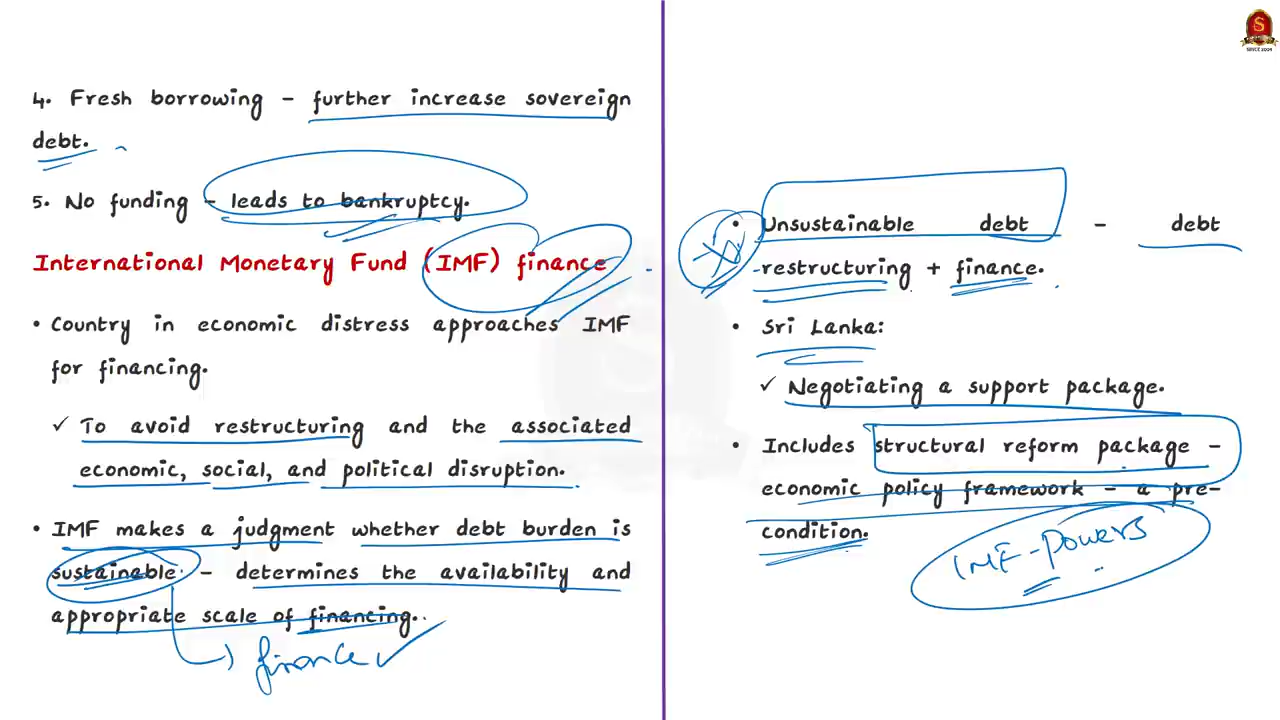 4. Fresh borrowing - further increase sovereign
debt.
5. No funding - leads to bankruptcy.
International Monetary Fund (IMF) finance
• Country in economic distress approaches IMF
for financing.
✓ To avoid restructuring and the associated
economic, social, and political disruption.
• IMF makes a judgment whether debt burden is
sustainable - determines the availability and
appropriate scale of financing.
finance ✓
S
SINCE 2004
• Unsustainable debt - debt
restructuring + finance.
• Sri Lanka:
✓ Negotiating a support package.
• Includes structural reform package -
economic policy framework - a pre-
condition.
IMF-Powers